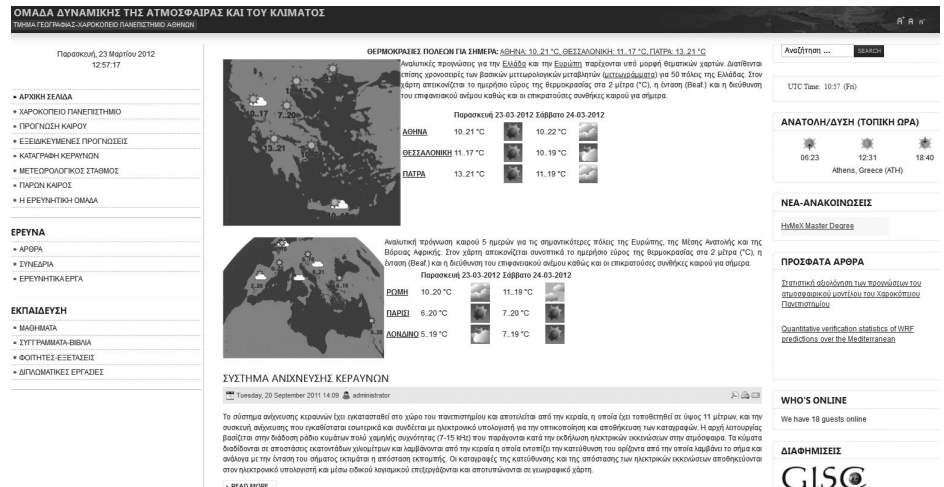 ΟΜΑΔΑ ΔΥΝΑΜΙΚΗΣ ΤΗΣ ΑΤΜΟΣΦΑΙΡΑΣ ΚΑΙ ΤΟΥ ΚΛΙΜΑΤΟΣ
ΤΜΗΜΑ ΓΕΩΓΡΑΦΙΑΣ-ΧΑΡΟΚΟΠΕΙΟ ΠΑΝΕΠΙΣΤΗΜΙΟ ΑΘΗΝΩΝ
Παρασκευή, 23 Μαρτίου 2012
12:57:17
ΑΡΧΙΚΗ ΣΕΛΙΔΑ
ΧΑΡΟΚΟΠΕΙΟ ΠΑΝΕΠΙΣΤΗΜΙΟ
ΠΡΟΓΝΩΣΗ ΚΑΙΡΟΥ
ΕΞΕΙΔΙΚΕΥΜΕΝΕΣ ΠΡΟΓΝΩΣΕΙΣ
ΚΑΤΑΓΡΑΦΗ ΚΕΡΑΥΝΩΝ
ΜΕΤΕΩΡΟΛΟΓΙΚΟΣ ΣΤΑΘΜΟΣ
ΠΑΡΩΝ ΚΑΙΡΟΣ
Η ΕΡΕΥΝΗΤΙΚΗ ΟΜΑΔΑ
ΕΡΕΥΝΑ
ΑΡΘΡΑ
ΣΥΝΕΔΡΙΑ
ΕΡΕΥΝΗΤΙΚΑ ΕΡΓΑ
ΕΚΠΑΙΔΕΥΣΗ
ΜΑΘΗΜΑΤΑ
ΣΥΓΓΡΑΜΜΑΤΑ-ΒΙΒΛΙΑ
ΦΟΙΤΗΤΕΣ-ΕΞΕΤΑΣΕΙΣ
ΔΙΠΛΩΜΑΤΙΚΕΣ ΕΡΓΑΣΙΕΣ
ΘΕΡΜΟΚΡΑΣΙΕΣ ΠΟΛΕΩΝ ΓΙΑ ΣΗΜΕΡΑ: ΑΘΗΝΑ: 10..21 °C, ΘΕΣΣΑΛΟΝΙΚΗ: 11..17 °C, ΠΑΤΡΑ: 13..21 °C
Αναλυτικές προγνώσεις για την Ελλάδα και την Ευρώπη παρέχονται υπό μορφή θεματικών χαρτών. Διατίθενται
επίσης χρονοσειρές των βασικών μετεωρολογικών μεταβλητών (μετεωγράμματα) για 50 πόλεις της Ελλάδας. Στον
χάρτη απεικονίζεται το ημερήσιο εύρος της θερμοκρασίας στα 2 μέτρα (°C), η ένταση (Beaf.) και η διεύθυνση
του επιφανειακού ανέμου καθώς και οι επικρατούσες συνθήκες καιρού για σήμερα.
Παρασκευή 23-03-2012 Σάββατο 24-03-2012
ΑΘΗΝΑ 10..21 °C 10..22 °C
ΘΕΣΣΑΛΟΝΙΚΗ 11..17 °C 10..19 °C
ΠΑΤΡΑ 13..21 °C 11..19 °C
10..17 7..20
13..21
Αναλυτική πρόγνωση καιρού 5 ημερών για τις σημαντικότερες πόλεις της Ευρώπης, της Μέσης Ανατολής και της
Βόρειας Αφρικής. Στον χάρτη απεικονίζεται συνοπτικά το ημερήσιο εύρος της θερμοκρασίας στα 2 μέτρα (°C), η
ένταση (Beaf.) και η διεύθυνση του επιφανειακού ανέμου καθώς και οι επικρατούσες συνθήκες καιρού για σήμερα.
Παρασκευή 23-03-2012 Σάββατο 24-03-2012
ΡΩΜΗ 10..20 °C 11..19 °C
ΠΑΡΙΣΙ 6..20 °C 7..20 °C
ΛΟΝΔΙΝΟ 5..19 °C 7..19 °C
ΣΥΣΤΗΜΑ ΑΝΙΧΝΕΥΣΗΣ ΚΕΡΑΥΝΩΝ
Tuesday, 20 September 2011 14:09 administrator
Το σύστημα ανίχνευσης κεραυνών έχει εγκατασταθεί στο χώρο του πανεπιστημίου και αποτελείται από την κεραία, η οποία έχει τοποθετηθεί σε ύψος 11 μέτρων, και την
συσκευή ανίχνευσης που εγκαθίσταται εσωτερικά και συνδέεται με ηλεκτρονικό υπολογιστή για την οπτικοποίηση και αποθήκευση των καταγραφών. Η αρχή λειτουργίας
βασίζεται στην διάδοση ράδιο κυμάτων πολύ χαμηλής συχνότητας (7-15 kHz) που παράγονται κατά την εκδήλωση ηλεκτρικών εκκενώσεων στην ατμόσφαιρα. Τα κύματα
διαδίδονται σε αποστάσεις εκατοντάδων χιλιομέτρων και λαμβάνονται από την κεραία η οποία εντοπίζει την κατεύθυνση του ορίζοντα από την οποία λαμβάνει το σήμα και
ανάλογα με την ένταση του σήματος εκτιμάται η απόσταση εκπομπής. Οι καταγραφές της κατεύθυνσης και της απόστασης των ηλεκτρικών εκκενώσεων αποθηκεύονται
στον ηλεκτρονικό υπολογιστή και μέσω ειδικού λογισμικού επεξεργάζονται και αποτυπώνονται σε γεωγραφικό χάρτη.
READ MORE...
A A
Αναζήτηση ... SEARCH
UTC Time: 10:57 (Fri)
ΑΝΑΤΟΛΗ/ΔΥΣΗ (ΤΟΠΙΚΗ ΩΡΑ)
06:23 12:31 18:40
Athens, Greece (ATH)
ΝΕΑ-ΑΝΑΚΟΙΝΩΣΕΙΣ
HyMeX Master Degree
ΠΡΟΣΦΑΤΑ ΑΡΘΡΑ
Στατιστική αξιολόγηση των προγνώσεων του
ατμοσφαιρικού μοντέλου του Χαροκόπειου
Πανεπιστημίου
Quantitative verification statistics of WRF
predictions over the Mediterranean
WHO'S ONLINE
We have 18 guests online
ΔΙΑΦΗΜΙΣΕΙΣ
GISC